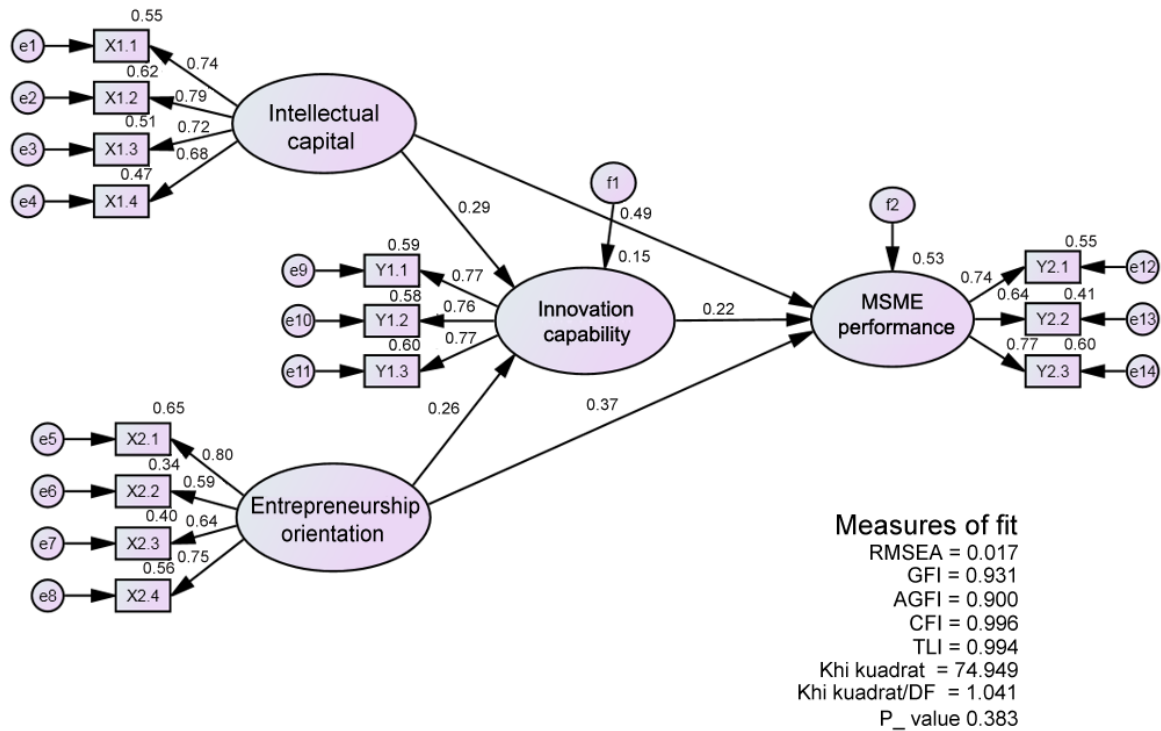 0.55
e1
X1.1
0.74
0.62
e2
X1.2
0.79
0.51
e3
X1.3
0.72
0.47
e4
X1.4
0.68
Intellectual
capital
0.29
0.49
f1
0.15
f2
0.53
0.59
e9
Y1.1
0.77
0.58
e10
Y1.2
0.76
0.60
e11
Y1.3
0.77
Innovation
capability
0.22
MSME
performance
0.74
0.55
Y2.1
e12
0.64
0.41
Y2.2
e13
0.77
0.60
Y2.3
e14
0.26
0.37
0.65
e5
X2.1
0.80
0.34
e6
X2.2
0.59
0.40
e7
X2.3
0.64
0.56
e8
X2.4
0.75
Entrepreneurship
orientation
Measures of fit
RMSEA = 0.017
GFI = 0.931
AGFI = 0.900
CFI = 0.996
TLI = 0.994
Khi kuadrat = 74.949
Khi kuadrat/DF = 1.041
P_ value 0.383